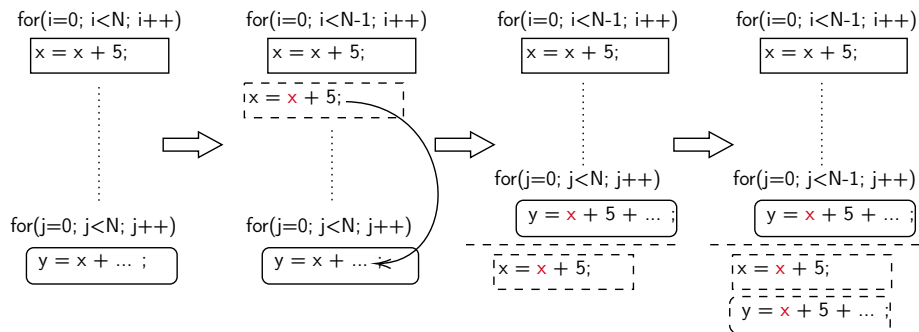 for(i=0; i<N; i++)
x = x + 5;
for(j=0; j<N; j++)
y = x + ... ;
for(i=0; i<N-1; i++)
x = x + 5;
x = x + 5;
for(j=0; j<N; j++)
y = x + ... ;
for(i=0; i<N-1; i++)
x = x + 5;
for(j=0; j<N; j++)
y = x + 5 + ... ;
x = x + 5;
for(i=0; i<N-1; i++)
x = x + 5;
for(j=0; j<N-1; j++)
y = x + 5 + ... ;
x = x + 5;
y = x + 5 + ... ;